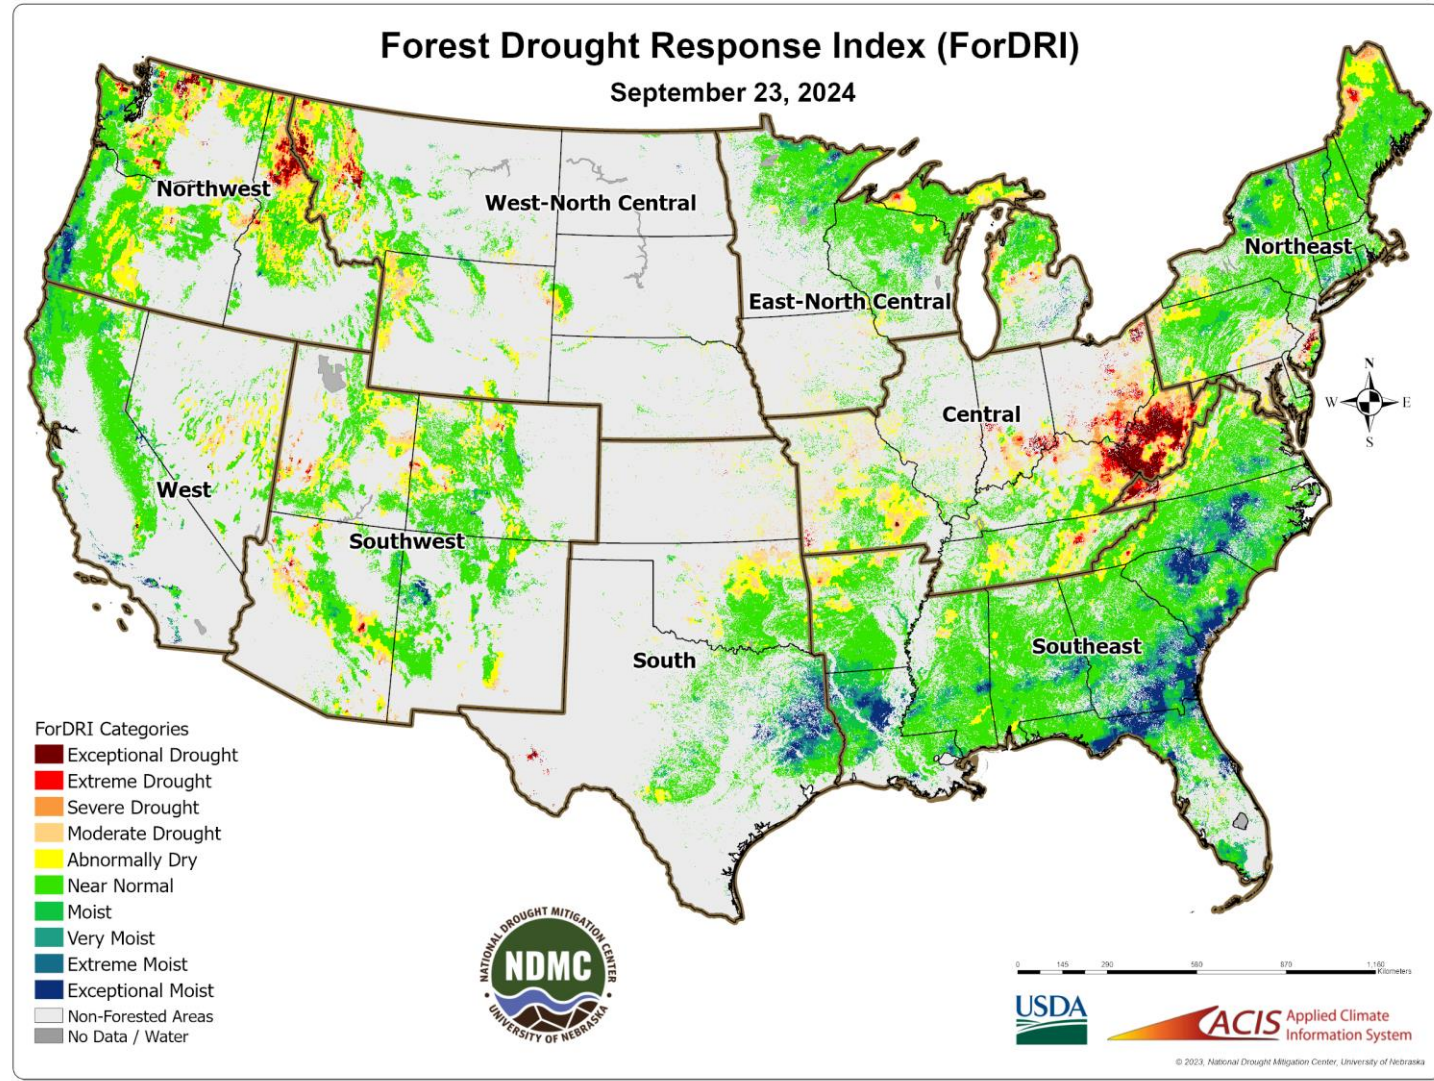 Forest Drought Response Index (ForDRI)
September 23, 2024
Northwest
West-North Central
Northeast
East-North Central
Central
N
W E
S
West
Southwest
South
Southeast
ForDRI Categories
Exceptional Drought
Extreme Drought
Severe Drought
Moderate Drought
Abnormally Dry
Near Normal
Moist
Very Moist
Extreme Moist
Exceptional Moist
Non-Forested Areas
No Data / Water
NATIONAL DROUGHT MITIGATION CENTER
NDMC
UNIVERSITY OF NEBRASKA
0 145 290 580 870 1,160
Kilometers
USDA
ACIS Applied Climate
Information System
© 2023, National Drought Mitigation Center, University of Nebraska